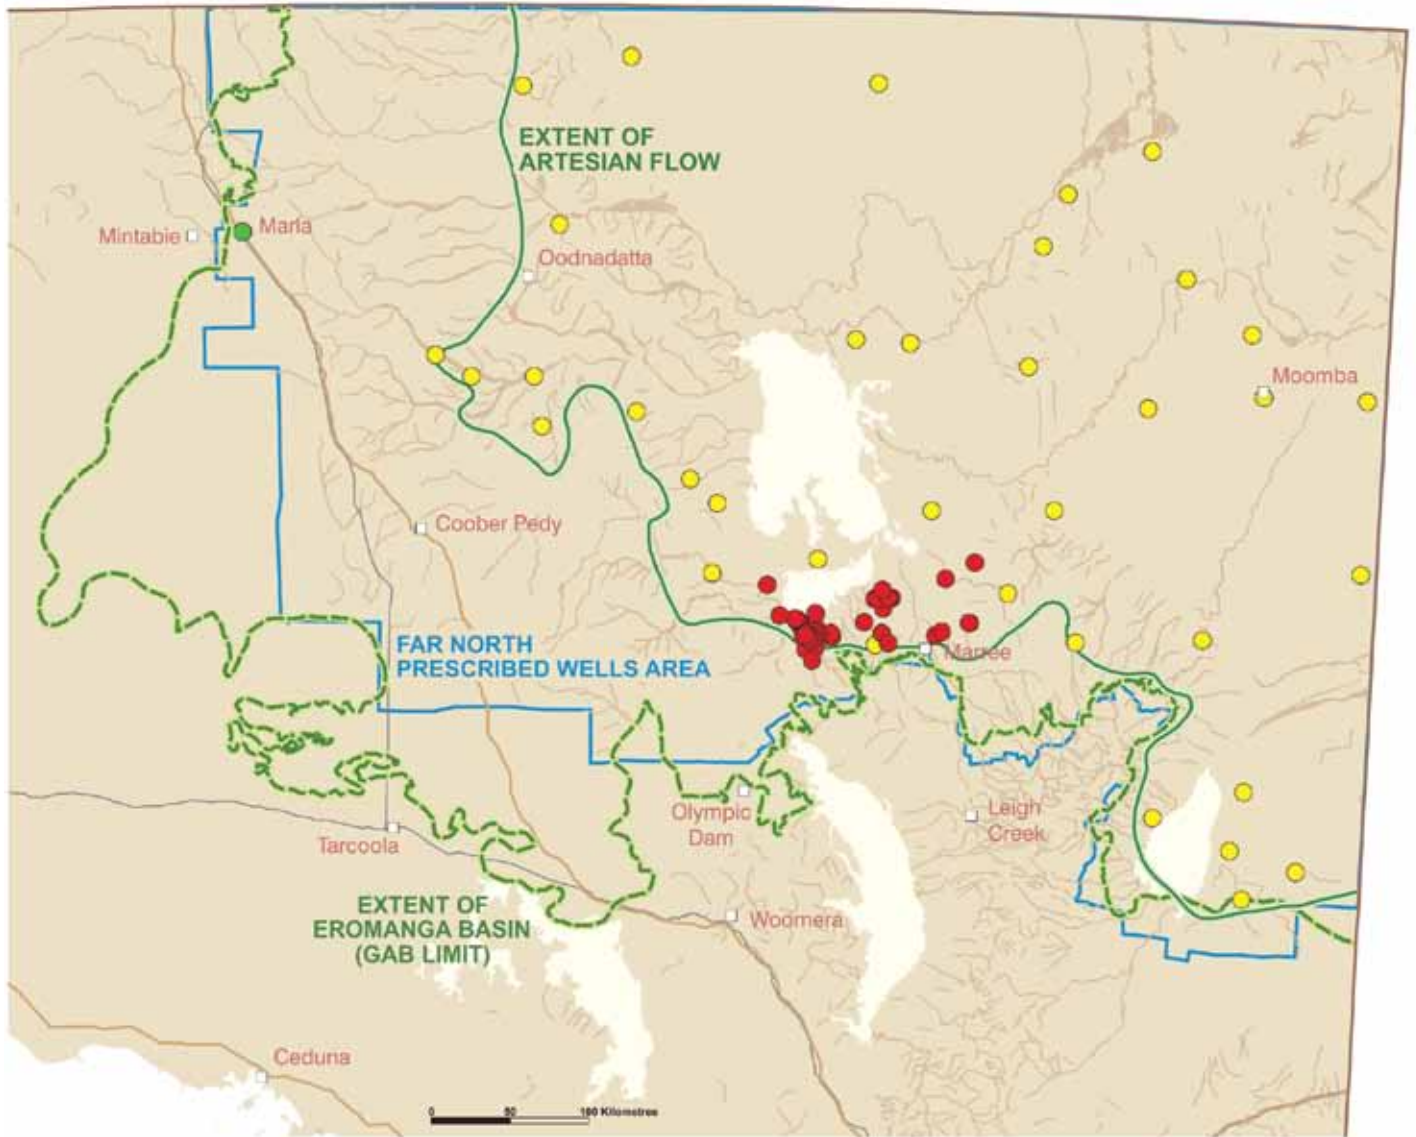 EXTENT OF
ARTESIAN FLOW
Mintabie
Marla
Oodnadatta
Moomba
Coober Pedy
FAR NORTH
PRESCRIBED WELLS AREA
Marree
Olympic
Dam
Leigh
Creek
Tarcoola
EXTENT OF
EROMANGA BASIN
(GAB LIMIT)
Woomera
Ceduna
0 50 100 Kilometres